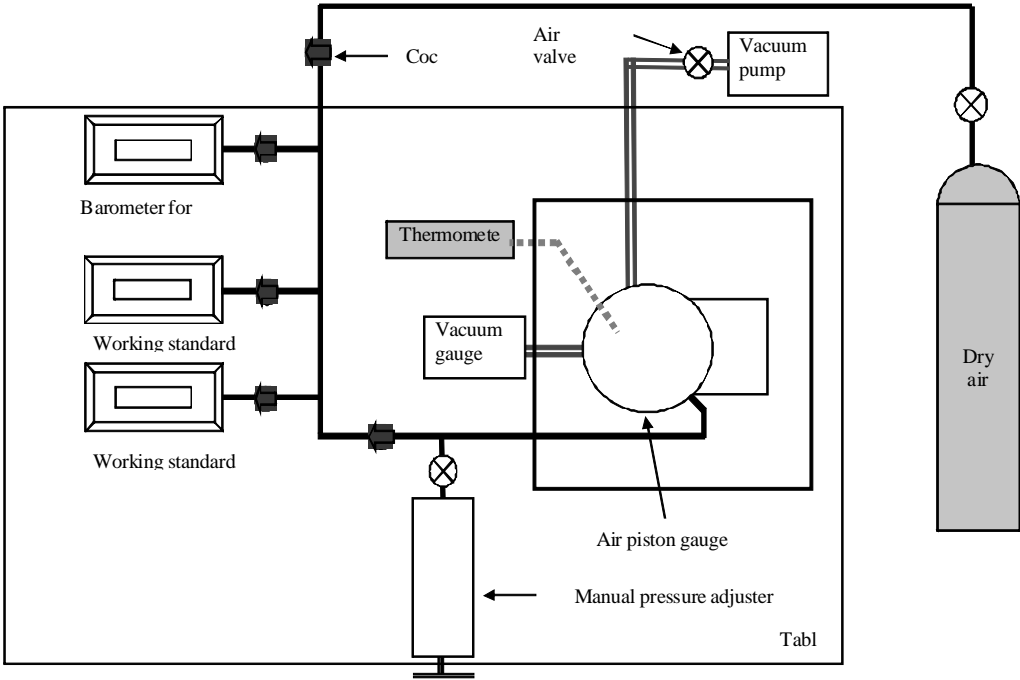 Air
valve
Vacuum
pump
Coc
Barometer for
Thermomete
Working standard
Vacuum
gauge
Dry
air
Working standard
Air piston gauge
Manual pressure adjuster
Tabl